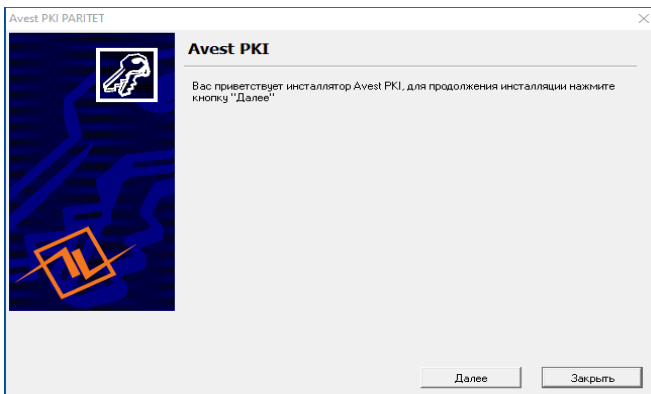 Avest PKI PARITET
Avest PKI
Вас приветствует инсталлятор Avest PKI, для продолжения инсталляции нажмите
кнопку "Далее"
Далее
Закрыть